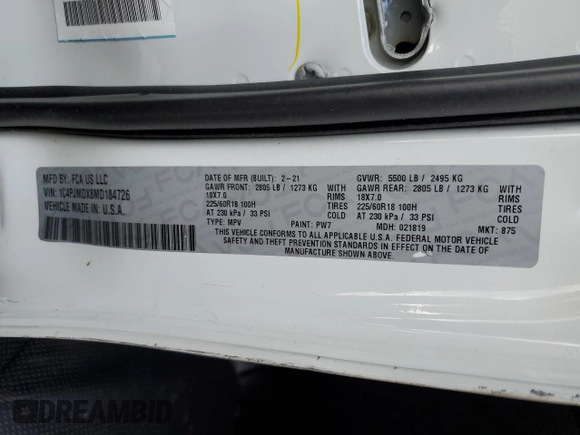 MFD BY: FCA US LLC
VIN: 1C4PJMDX8MD184726
VEHICLE MADE IN U.S.A.
DATE OF MFR (BUILT): 2-21
GAWR FRONT: 2805 LB / 1273 KG
18X7.0 RIMS
225/60R18 100H TIRES
AT 230 kPa / 33 PSI
TYPE: MPV
PAINT: PW7
GVWR: 5500 LB / 2495 KG
GAWR REAR: 2805 LB / 1273 KG
18X7.0 RIMS
225/60R18 100H TIRES
AT 230 kPa / 33 PSI
MDH: 021819
MKT: 875
THIS VEHICLE CONFORMS TO ALL APPLICABLE U.S.A. FEDERAL MOTOR VEHICLE
SAFETY AND THEFT PREVENTION STANDARDS IN EFFECT ON THE DATE OF
MANUFACTURE SHOWN ABOVE.
DREAMBID